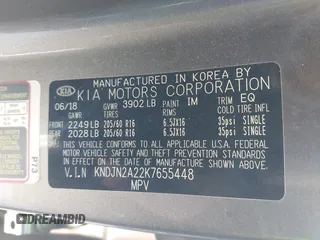 MANUFACTURED IN KOREA BY
KIA KIA MOTORS CORPORATION
06/18 GVWR 3902 LB PAINT IM TRIM EQ
GAWR TIRES RIMS COLD TIRE INFL.
FRONT 2249 LB 205/60 R16 6.5JX16 35psi SINGLE
REAR 2028 LB 205/60 R16 6.5JX16 35psi SINGLE
THIS VEHICLE CONFORMS TO ALL APPLICABLE U.S.A. FEDERAL
MOTOR VEHICLE SAFETY STANDARDS IN EFFECT ON THE DATE OF
MANUFACTURE SHOWN ABOVE.
V.I.N KNDJN2A22K7655448
MPV
DREAMBID